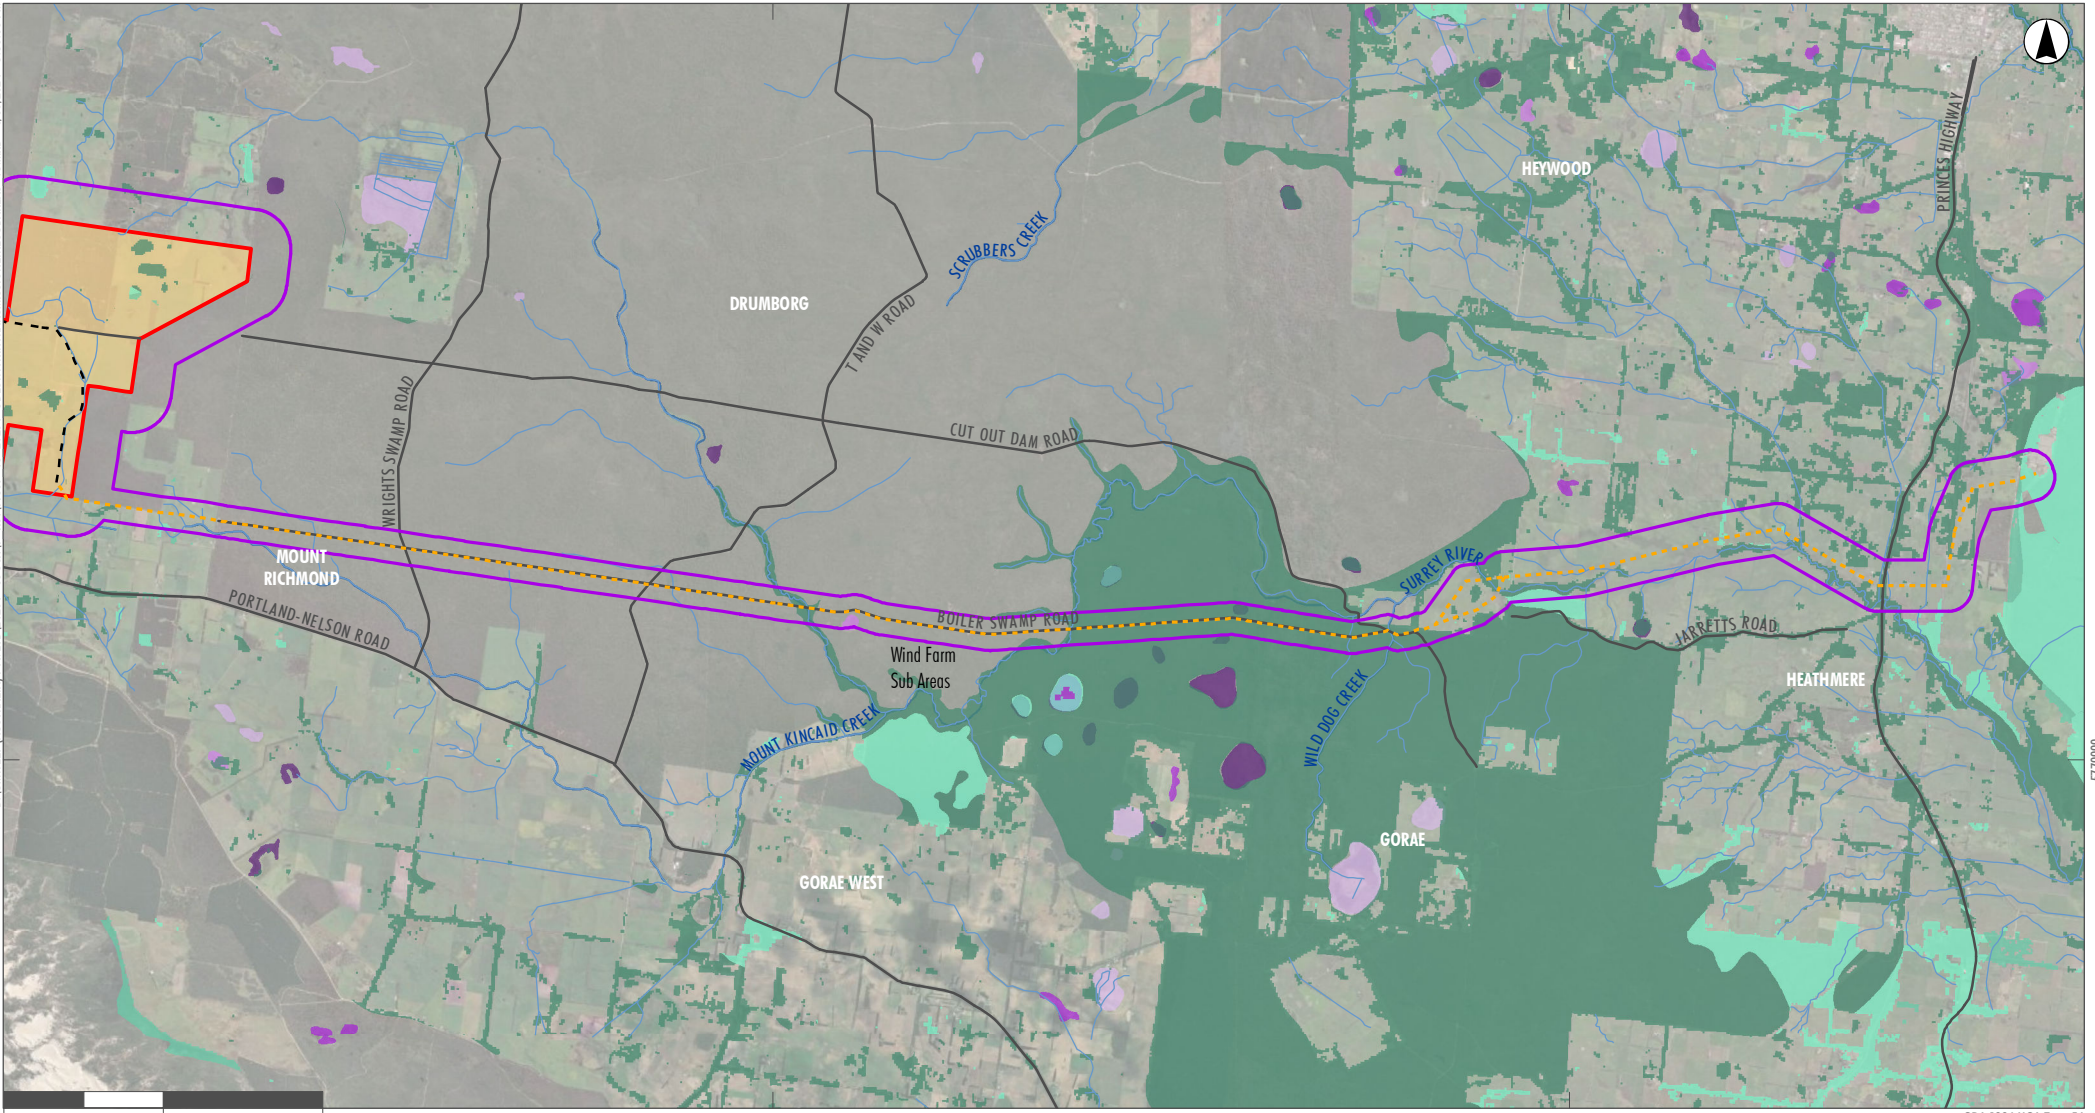 PRINCES HIGHWAY
HEYWOOD
SCRUBBERS CREEK
DRUMBORG
T AND W ROAD
WRIGHTS SWAMP ROAD
CUT OUT DAM ROAD
MOUNT
RICHMOND
SURREY RIVER
PORTLAND-NELSON ROAD
BOILER SWAMP ROAD
JARRETTS ROAD
Wind Farm
Sub Areas
HEATHMERE
WILD DOG CREEK
MOUNT KINCAID CREEK
GORAE
GORAE WEST